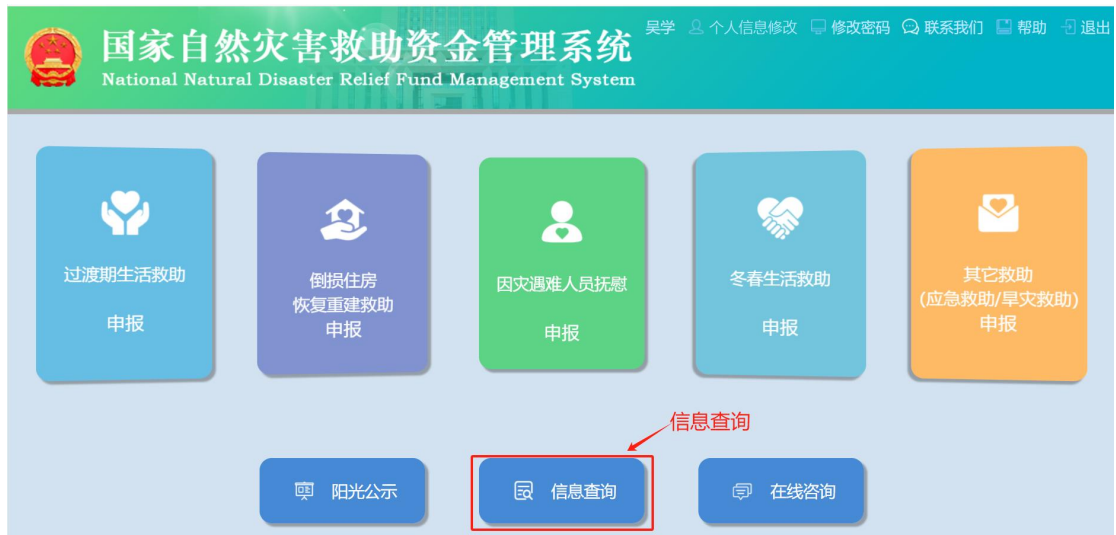 国家自然灾害救助资金管理系统
National Natural Disaster Relief Fund Management System
吴学 个人信息修改 修改密码 联系我们 帮助 退出
过渡期生活救助
申报
倒损住房
恢复重建救助
申报
因灾遇难人员抚慰
申报
冬春生活救助
申报
其它救助
(应急救助/旱灾救助)
申报
信息查询
阳光公示
信息查询
在线咨询